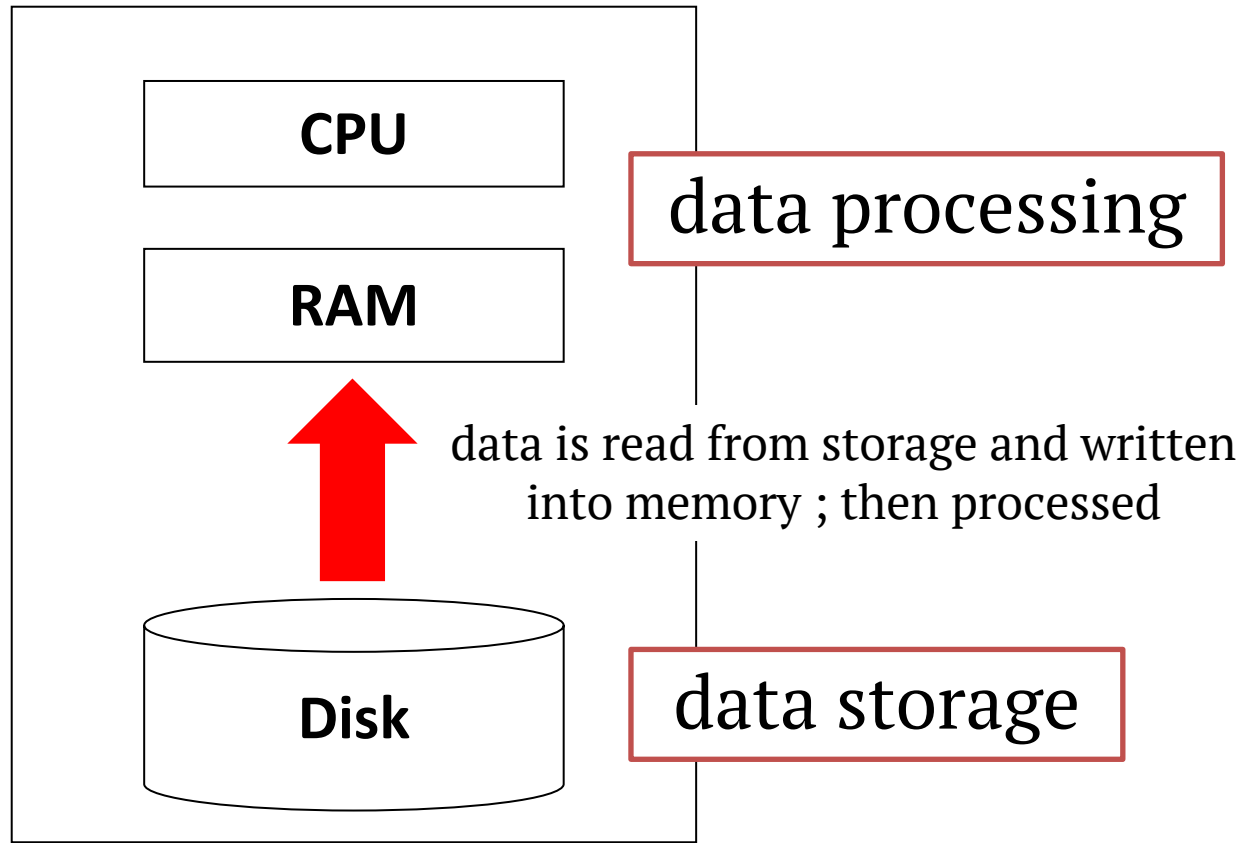 CPU
data processing
RAM
data is read from storage and written
into memory ; then processed
Disk
data storage